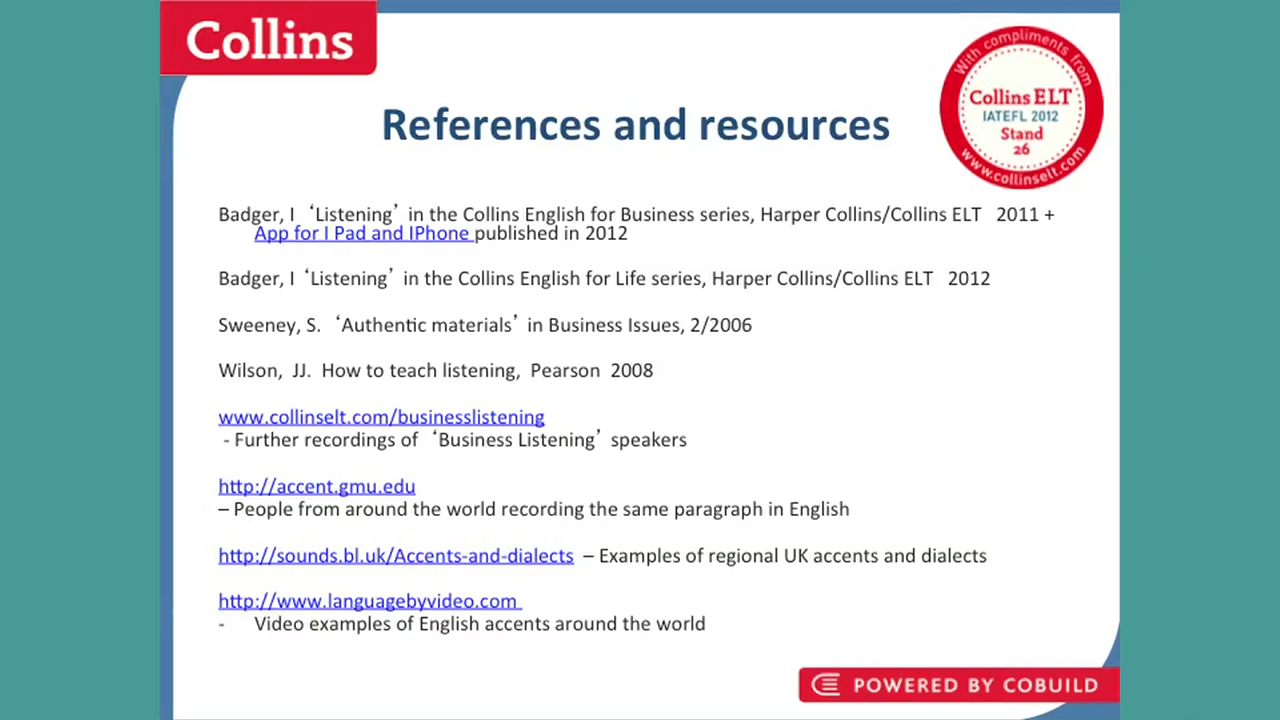 Collins
With compliments from
Collins ELT
IATEFL 2012
Stand
26
www.collinselt.com
References and resources
Badger, I ‘Listening’ in the Collins English for Business series, Harper Collins/Collins ELT 2011 +
App for I Pad and IPhone published in 2012
Badger, I ‘Listening’ in the Collins English for Life series, Harper Collins/Collins ELT 2012
Sweeney, S. ‘Authentic materials’ in Business Issues, 2/2006
Wilson, JJ. How to teach listening, Pearson 2008
www.collinselt.com/businesslistening
- Further recordings of ‘Business Listening’ speakers
http://accent.gmu.edu
– People from around the world recording the same paragraph in English
http://sounds.bl.uk/Accents-and-dialects – Examples of regional UK accents and dialects
http://www.languagebyvideo.com
- Video examples of English accents around the world
POWERED BY COBUILD